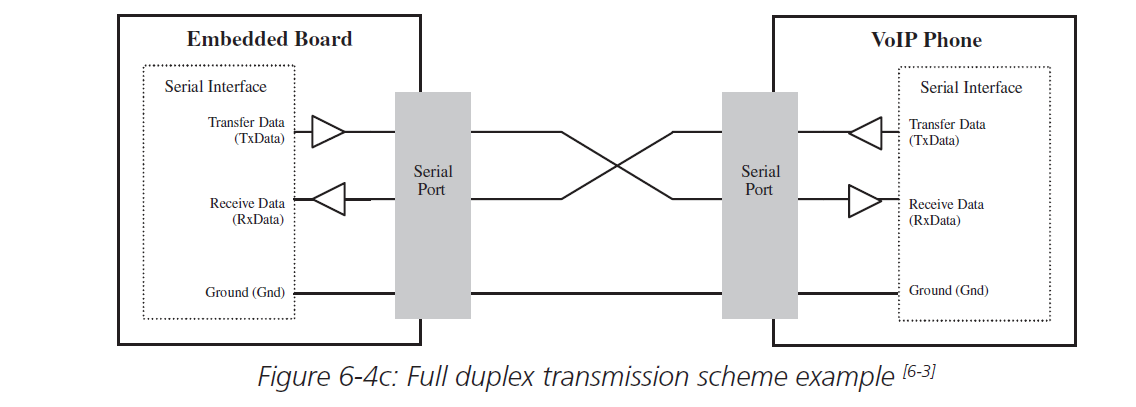 Embedded Board
Serial Interface
Transfer Data
(TxData)
Receive Data
(RxData)
Ground (Gnd)
Serial
Port
Serial
Port
VoIP Phone
Serial Interface
Transfer Data
(TxData)
Receive Data
(RxData)
Ground (Gnd)
Figure 6-4c: Full duplex transmission scheme example [6-3]